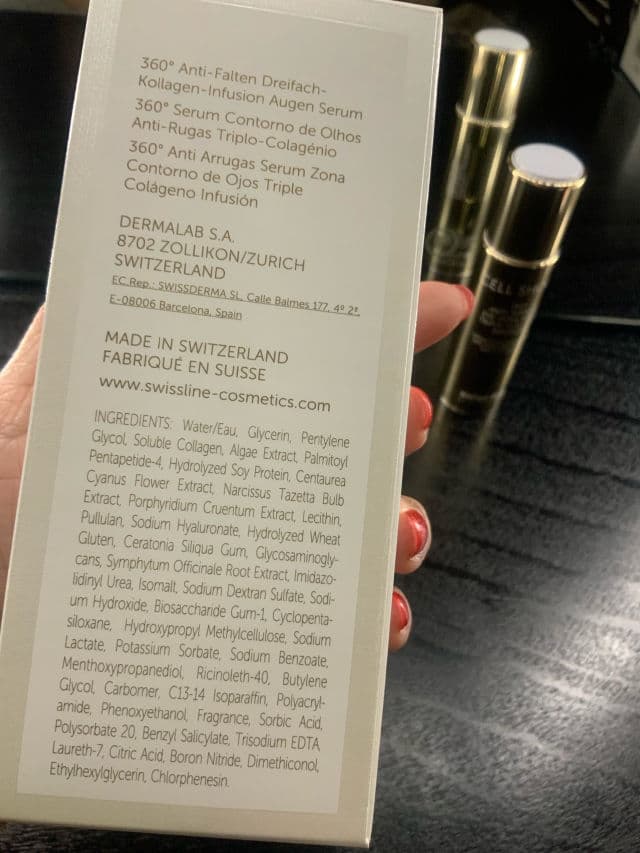 360° Anti-Falten Dreifach-
Kollagen-Infusion Augen Serum
360° Serum Contorno de Olhos
Anti-Rugas Triplo-Colagénio
360° Anti Arrugas Serum Zona
Contorno de Ojos Triple
Colágeno Infusión
DERMALAB S.A.
8702 ZOLLIKON/ZURICH
SWITZERLAND
EC Rep.: SWISSDERMA SL, Calle Balmes 177, 4º 2ª,
E-08006 Barcelona, Spain
MADE IN SWITZERLAND
FABRIQUÉ EN SUISSE
www.swissline-cosmetics.com
INGREDIENTS: Water/Eau, Glycerin, Pentylene
Glycol, Soluble Collagen, Algae Extract, Palmitoyl
Pentapetide-4, Hydrolyzed Soy Protein, Centaurea
Cyanus Flower Extract, Narcissus Tazetta Bulb
Extract, Porphyridium Cruentum Extract, Lecithin,
Pullulan, Sodium Hyaluronate, Hydrolyzed Wheat
Gluten, Ceratonia Siliqua Gum, Glycosaminogly-
cans, Symphytum Officinale Root Extract, Imidazo-
lidinyl Urea, Isomalt, Sodium Dextran Sulfate, Sodi-
um Hydroxide, Biosaccharide Gum-1, Cyclopenta-
siloxane, Hydroxypropyl Methylcellulose, Sodium
Lactate, Potassium Sorbate, Sodium Benzoate,
Menthoxypropanediol, Ricinoleth-40, Butylene
Glycol, Carbomer, C13-14 Isoparaffin, Polyacryl-
amide, Phenoxyethanol, Fragrance, Sorbic Acid,
Polysorbate 20, Benzyl Salicylate, Trisodium EDTA,
Laureth-7, Citric Acid, Boron Nitride, Dimethiconol,
Ethylhexylglycerin, Chlorphenesin.
CELL